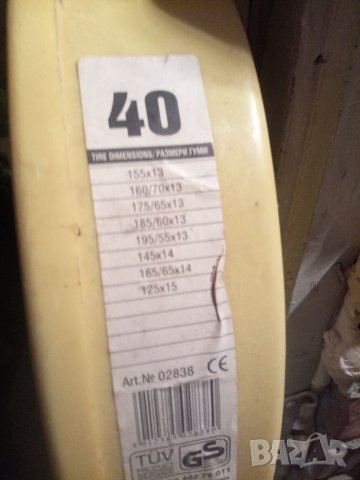 40
TIRE DIMENSIONS/РАЗМЕРИ ГУМИ
155x13
160/70x13
175/65x13
185/60x13
195/55x13
145x14
165/65x14
125x15
Art.№ 02838 CE
TÜV GS
bazar